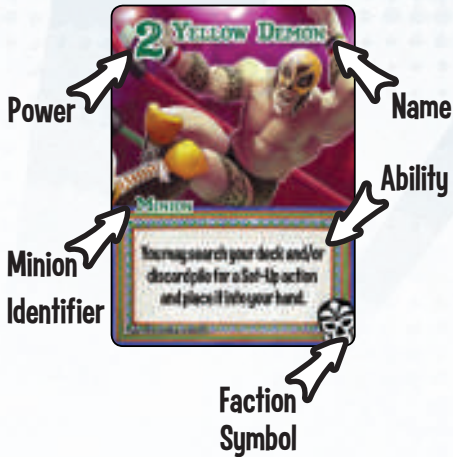 2 Yellow Demon
Power
Name
Ability
Minion
Minion
Identifier
You may search your deck and/or
discard pile for a Set-Up action
and place it into your hand.
Faction
Symbol